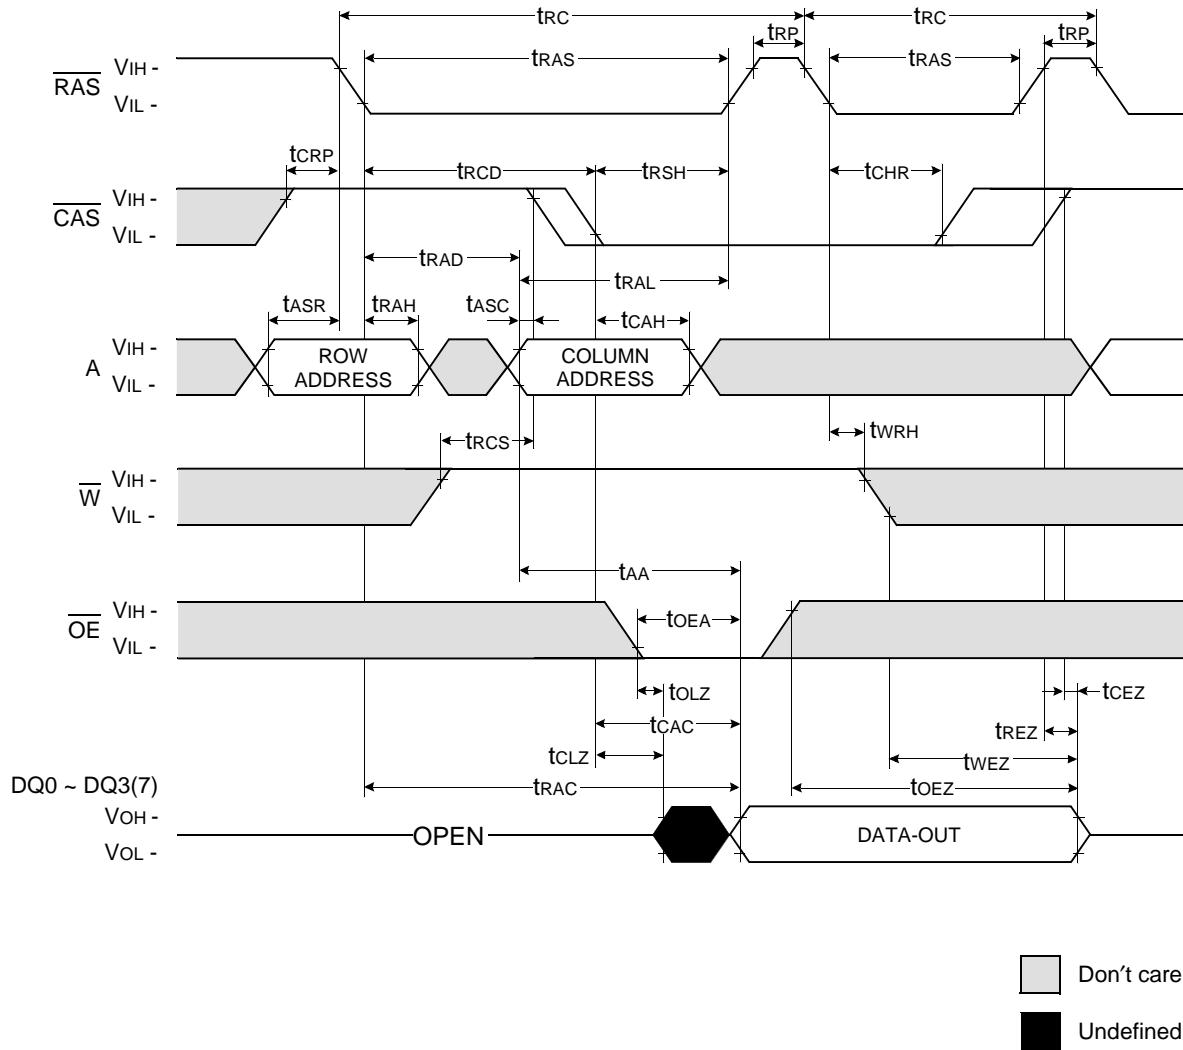 tRC tRC
tRP tRP
tRAS tRAS
RAS VIH -
VIL -
tCRP tRCD tRSH tCHR
CAS VIH -
VIL -
tRAD
tRAL
tASR tRAH tASC tCAH
A VIH -
VIL -
ROW
ADDRESS
COLUMN
ADDRESS
tWRH
tRCS
W VIH -
VIL -
tAA
OE VIH -
VIL -
tOEA
tOLZ tCEZ
tCAC tREZ
tCLZ tWEZ
tRAC tOEZ
DQ0 ~ DQ3(7)
VOH -
VOL -
OPEN DATA-OUT
Don′t care
Undefined